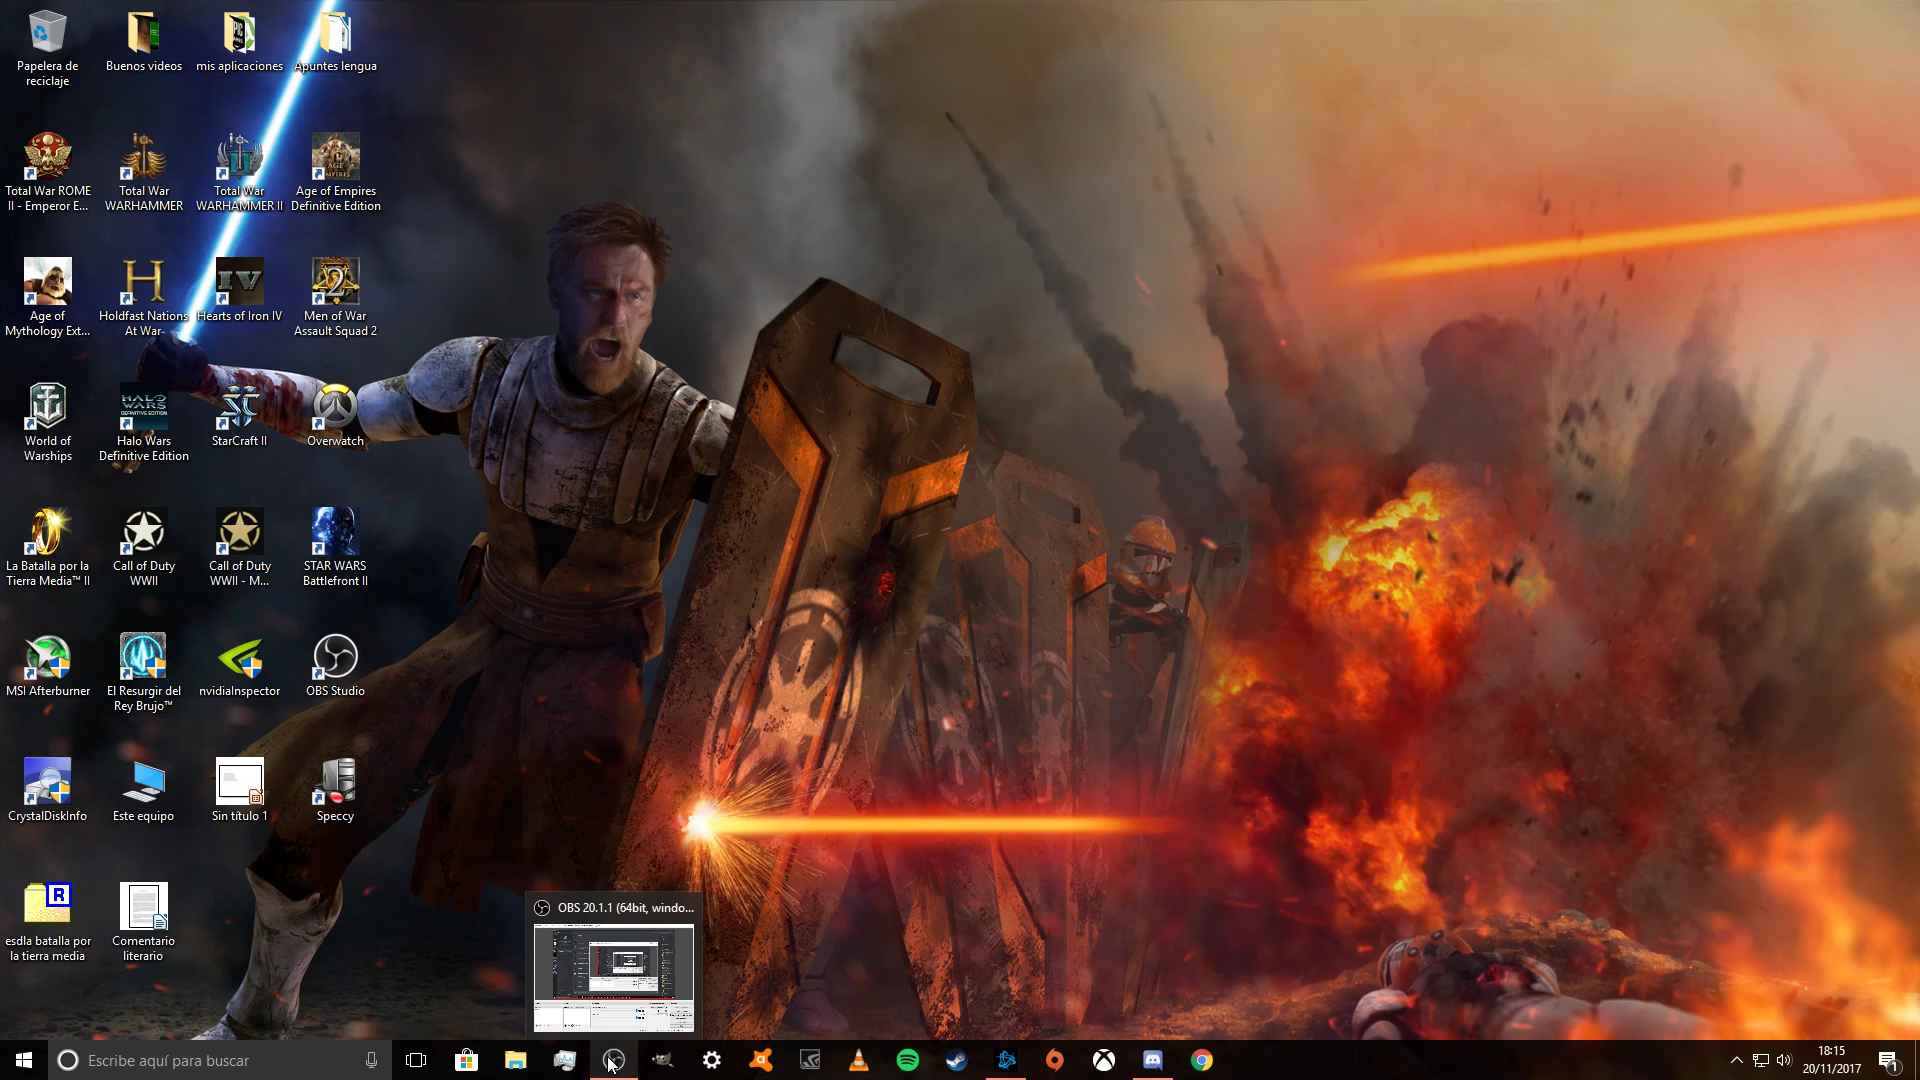 Papelera de
reciclaje
Buenos videos
mis aplicaciones
Apuntes lengua
Total War ROME
II - Emperor E...
Total War
WARHAMMER
Total War
WARHAMMER II
Age of Empires
Definitive Edition
Age of
Mythology Ext...
Holdfast Nations
At War
Hearts of Iron IV
Men of War
Assault Squad 2
World of
Warships
Halo Wars
Definitive Edition
StarCraft II
Overwatch
La Batalla por la
Tierra Media™ II
Call of Duty
WWII
Call of Duty
WWII - M...
STAR WARS
Battlefront II
MSI Afterburner
El Resurgir del
Rey Brujo™
nvidiaInspector
OBS Studio
CrystalDiskInfo
Este equipo
Sin título 1
Speccy
esdla batalla por
la tierra media
Comentario
literario
OBS 20.1.1 (64bit, windo...
Escribe aquí para buscar
18:15
20/11/2017
1